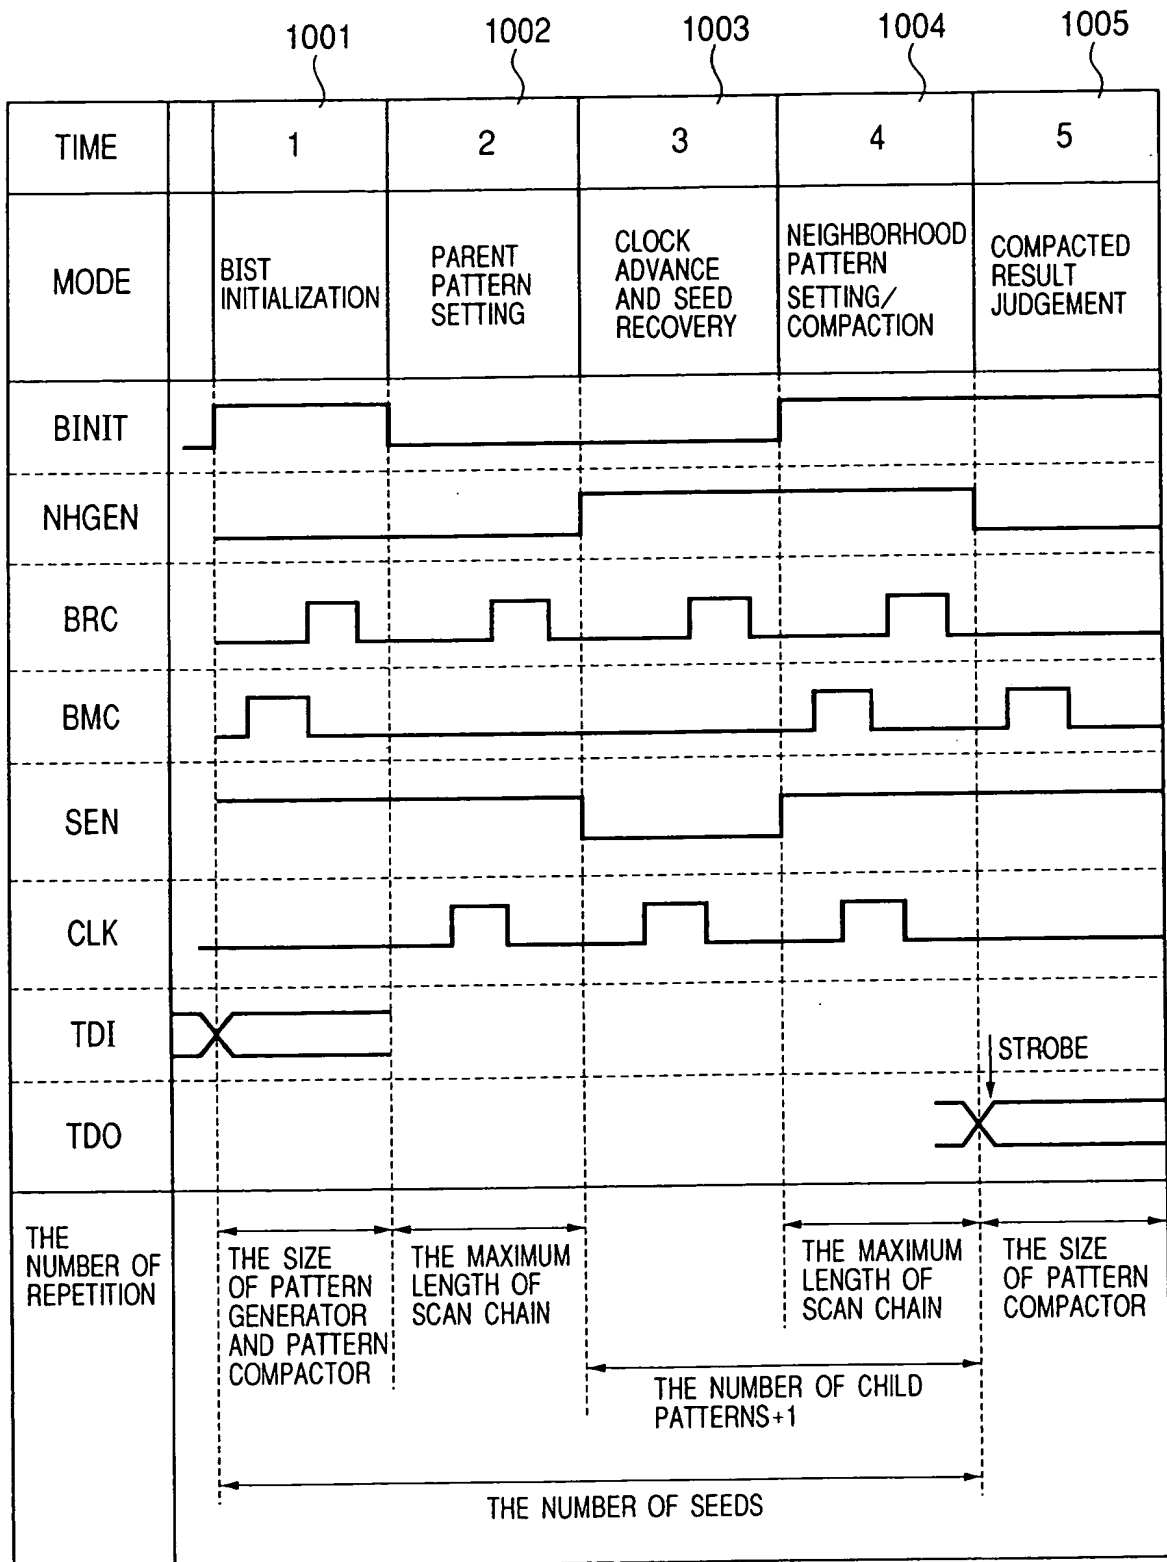 1001
1002
1003
1004
1005
TIME
1
2
3
4
5
MODE
BIST
INITIALIZATION
PARENT
PATTERN
SETTING
CLOCK
ADVANCE
AND SEED
RECOVERY
NEIGHBORHOOD
PATTERN
SETTING/
COMPACTION
COMPACTED
RESULT
JUDGEMENT
BINIT
NHGEN
BRC
BMC
SEN
CLK
TDI
STROBE
TDO
THE
NUMBER OF
REPETITION
THE SIZE
OF PATTERN
GENERATOR
AND PATTERN
COMPACTOR
THE MAXIMUM
LENGTH OF
SCAN CHAIN
THE MAXIMUM
LENGTH OF
SCAN CHAIN
THE SIZE
OF PATTERN
COMPACTOR
THE NUMBER OF CHILD
PATTERNS+1
THE NUMBER OF SEEDS